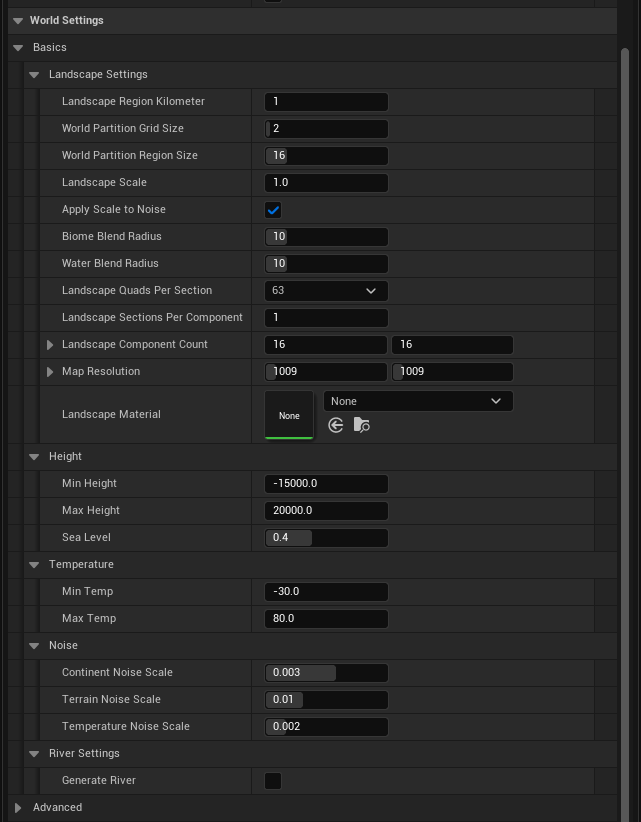 World Settings
Basics
Landscape Settings
Landscape Region Kilometer 1
World Partition Grid Size 2
World Partition Region Size 16
Landscape Scale 1.0
Apply Scale to Noise
Biome Blend Radius 10
Water Blend Radius 10
Landscape Quads Per Section 63
Landscape Sections Per Component 1
Landscape Component Count 16 16
Map Resolution 1009 1009
Landscape Material None None
Height
Min Height -15000.0
Max Height 20000.0
Sea Level 0.4
Temperature
Min Temp -30.0
Max Temp 80.0
Noise
Continent Noise Scale 0.003
Terrain Noise Scale 0.01
Temperature Noise Scale 0.002
River Settings
Generate River
Advanced